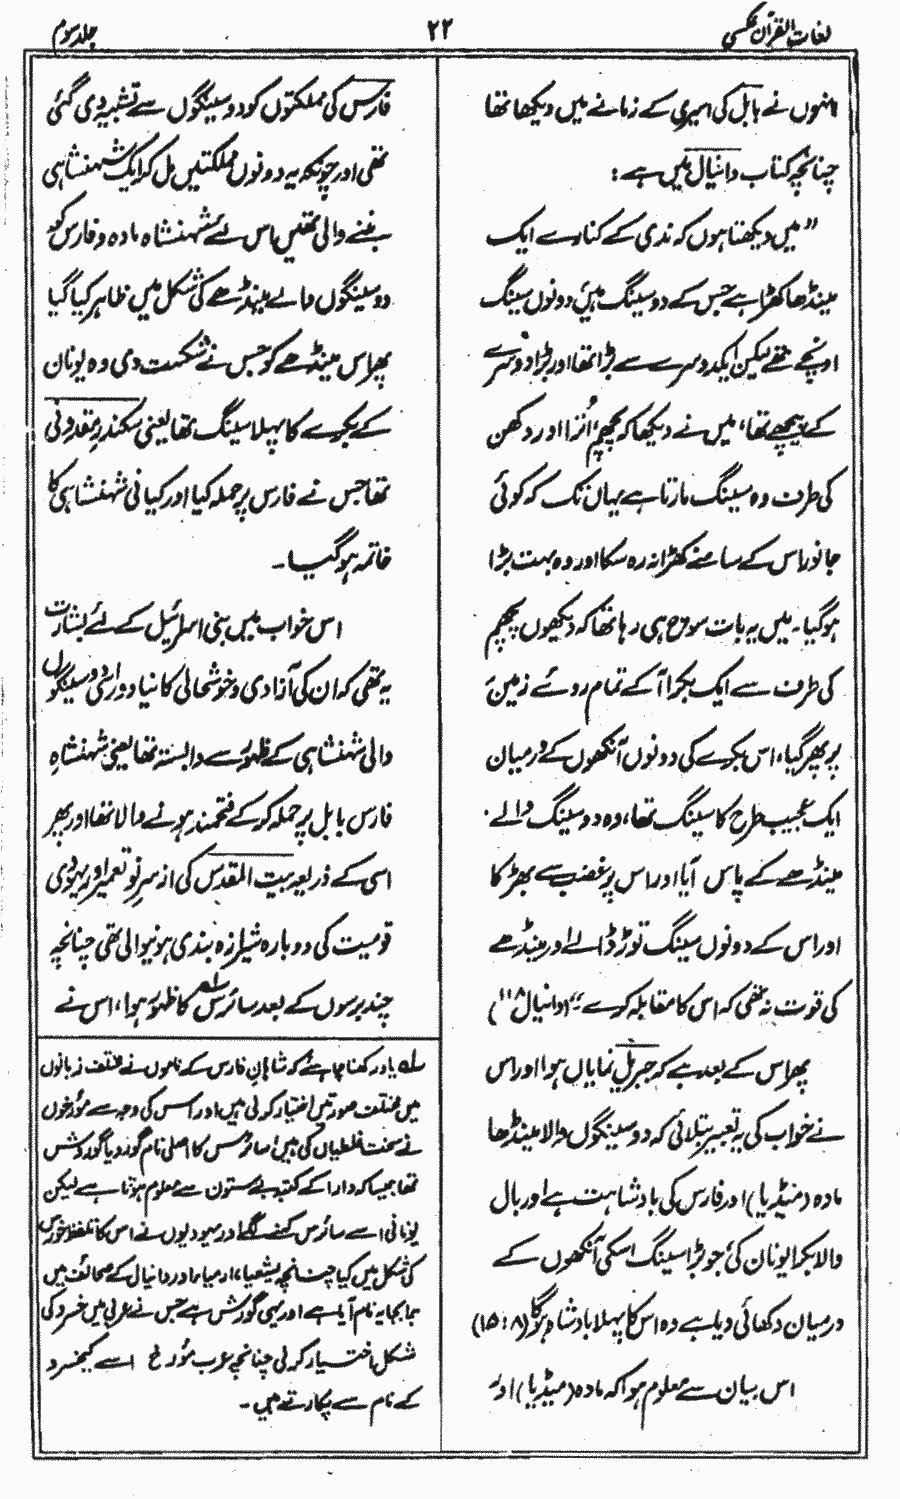 لغات القرآن عکسی
۲۲
جلد سوم
انہوں نے بابل کی اسیری کے زمانے میں دیکھا تھا
چنانچہ کتاب دانیال میں ہے :
”میں دیکھتا ہوں کہ ندی کے کنارے ایک
مینڈھا کھڑا ہے جس کے دو سینگ ہیں، دونوں سینگ
اونچے تھے لیکن ایک دوسرے سے بڑا تھا اور بڑا دوسرے
کے پیچھے تھا، میں نے دیکھا کہ پچھم، اُتر اور دکھن
کی طرف وہ سینگ مارتا ہے یہاں تک کہ کوئی
جانور اس کے سامنے کھڑا نہ رہ سکا اور وہ بہت بڑا
ہو گیا۔ میں یہ بات سوچ ہی رہا تھا کہ دیکھوں پچھم
کی طرف سے ایک بکرا آ کے تمام روئے زمین
پر پھر گیا، اس بکرے کی دونوں آنکھوں کے درمیان
ایک عجیب طرح کا سینگ تھا، وہ دو سینگ والے
مینڈھے کے پاس آیا اور اس پر غضب سے بھڑکا
اور اس کے دونوں سینگ توڑ ڈالے اور مینڈھے
کی قوت نہ تھی کہ اس کا مقابلہ کرے“ (دانیال ۸)
پھر اس کے بعد ہے کہ جبریل نمایاں ہوا اور اس
نے خواب کی یہ تعبیر بتلائی کہ دو سینگوں والا مینڈھا
مادہ (میڈیا) اور فارس کی بادشاہت ہے اور بال
والا بکرا یونان کی، جو بڑا سینگ اسکی آنکھوں کے
درمیان دکھائی دیا ہے وہ اس کا پہلا بادشاہ ہوگا (۸: ۱۵)
اس بیان سے معلوم ہوا کہ مادہ (میڈیا) اور
فارس کی مملکتوں کو دو سینگوں سے تشبیہ دی گئی
تھی اور چونکہ یہ دونوں مملکتیں مل کر ایک شہنشاہی
بننے والی تھیں اس لئے شہنشاہ مادہ و فارس کو
دو سینگوں والے مینڈھے کی شکل میں ظاہر کیا گیا
پھر اس مینڈھے کو جس نے شکست دی وہ یونان
کے بکرے کا پہلا سینگ تھا یعنی سکندر مقدونی
تھا جس نے فارس پر حملہ کیا اور کیانی شہنشاہی کا
خاتمہ ہو گیا۔
اس خواب میں بنی اسرائیل کے لئے بشارت
یہ تھی کہ ان کی آزادی و خوشحالی کا نیا دور اسی دو سینگوں
والی شہنشاہی کے ظہور سے وابستہ تھا یعنی شہنشاہِ
فارس بابل پر حملہ کر کے فتحمند ہونے والا تھا اور پھر
اسی کے ذریعہ بیت المقدس کی از سرِ نو تعمیر اور یہودی
قومیت کی دوبارہ شیرازہ بندی ہونیوالی تھی چنانچہ
چند برسوں کے بعد سائرس ؎ کا ظہور ہوا، اس نے
؎ یاد رکھنا چاہئے کہ شاہانِ فارس کے ناموں نے مختلف زبانوں
میں مختلف صورتیں اختیار کر لی ہیں اور اس کی وجہ سے مؤرخوں
نے سخت غلطیاں کی ہیں، سائرس کا اصلی نام گورو یا گوروش
تھا جیسا کہ دارا کے کتبہ بے ستون سے معلوم ہوتا ہے لیکن
یونانی اسے سائرس کہنے لگے اور یہودیوں نے اس کا تلفظ خورس
کی شکل میں کیا چنانچہ یشعیاہ، ارمیاہ اور دانیال کے صحائف میں
جا بجا یہ نام آیا ہے اور یہی گورش ہے جس نے عربی میں خسرو کی
شکل اختیار کر لی چنانچہ عرب مؤرخ اسے کیخسرو
کے نام سے پکارتے ہیں۔